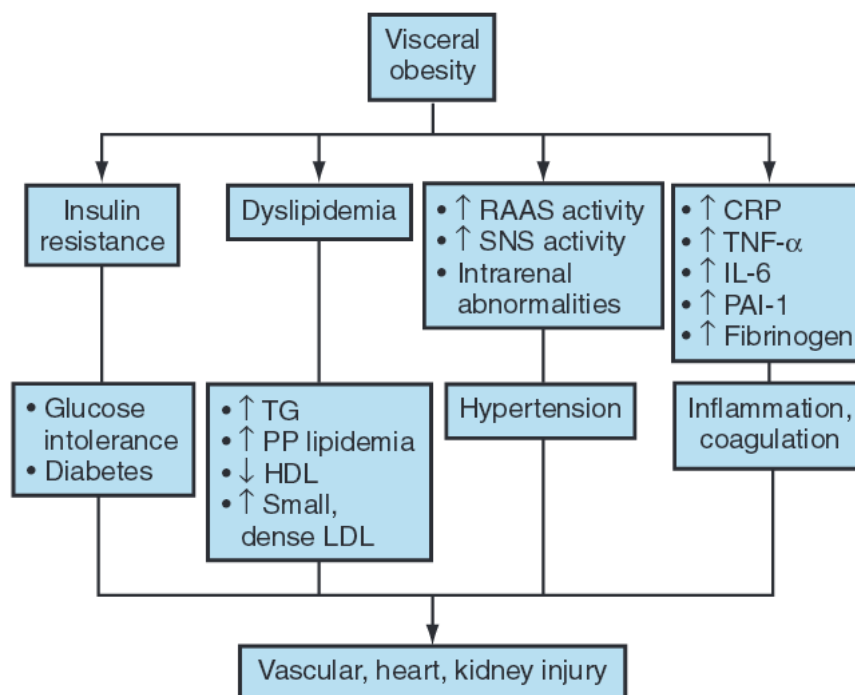 Visceral
obesity
Insulin
resistance
Dyslipidemia
• ↑ RAAS activity
• ↑ SNS activity
• Intrarenal
abnormalities
• ↑ CRP
• ↑ TNF-α
• ↑ IL-6
• ↑ PAI-1
• ↑ Fibrinogen
• Glucose
intolerance
• Diabetes
• ↑ TG
• ↑ PP lipidemia
• ↓ HDL
• ↑ Small,
dense LDL
Hypertension
Inflammation,
coagulation
Vascular, heart, kidney injury